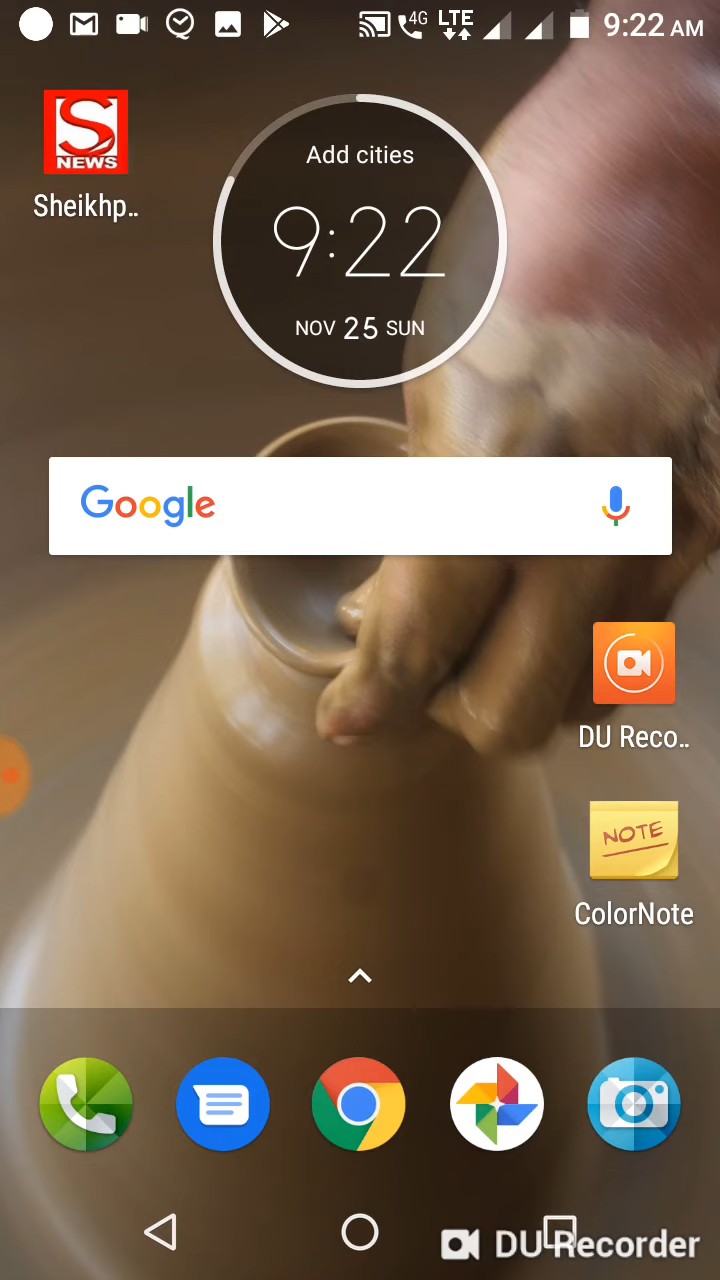 4G LTE 9:22 AM
S
NEWS
Sheikhp..
Add cities
9:22
NOV 25 SUN
Google
DU Reco..
NOTE
ColorNote
DU Recorder